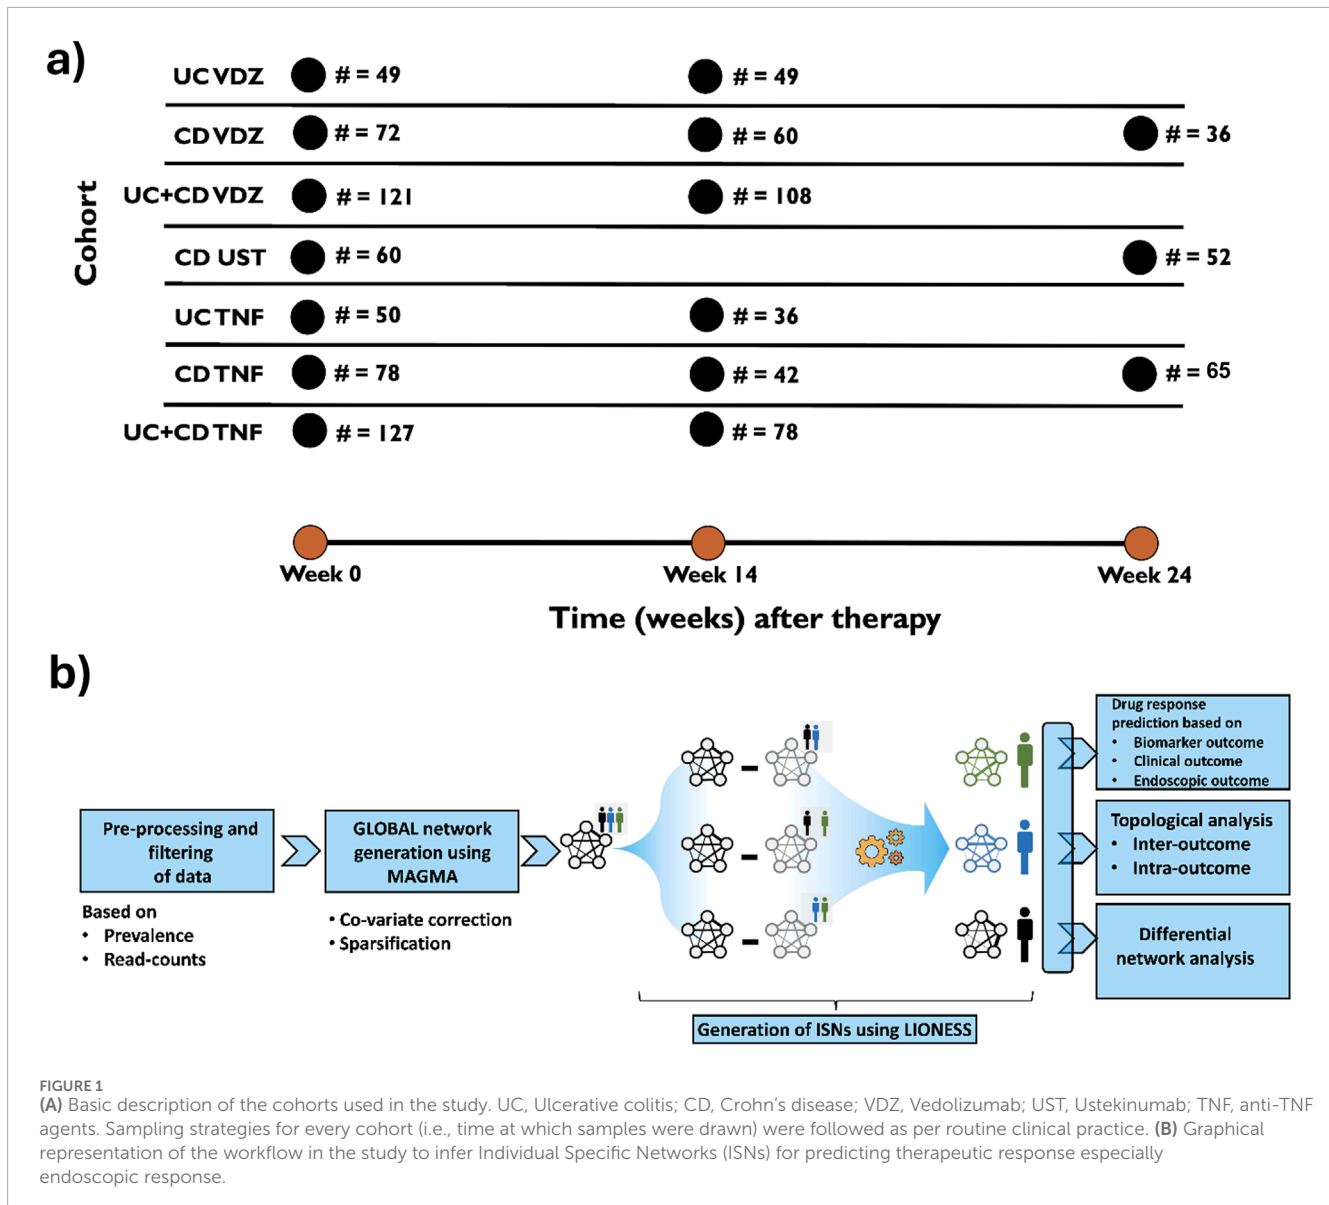 a)
Cohort
UC VDZ # = 49 # = 49
CD VDZ # = 72 # = 60 # = 36
UC+CD VDZ # = 121 # = 108
CD UST # = 60 # = 52
UC TNF # = 50 # = 36
CD TNF # = 78 # = 42 # = 65
UC+CD TNF # = 127 # = 78
Week 0 Week 14 Week 24
Time (weeks) after therapy
b)
Pre-processing and
filtering
of data
Based on
• Prevalence
• Read-counts
GLOBAL network
generation using
MAGMA
• Co-variate correction
• Sparsification
Generation of ISNs using LIONESS
Drug response
prediction based on
• Biomarker outcome
• Clinical outcome
• Endoscopic outcome
Topological analysis
• Inter-outcome
• Intra-outcome
Differential
network analysis
FIGURE 1
(A) Basic description of the cohorts used in the study. UC, Ulcerative colitis; CD, Crohn's disease; VDZ, Vedolizumab; UST, Ustekinumab; TNF, anti-TNF
agents. Sampling strategies for every cohort (i.e., time at which samples were drawn) were followed as per routine clinical practice. (B) Graphical
representation of the workflow in the study to infer Individual Specific Networks (ISNs) for predicting therapeutic response especially
endoscopic response.